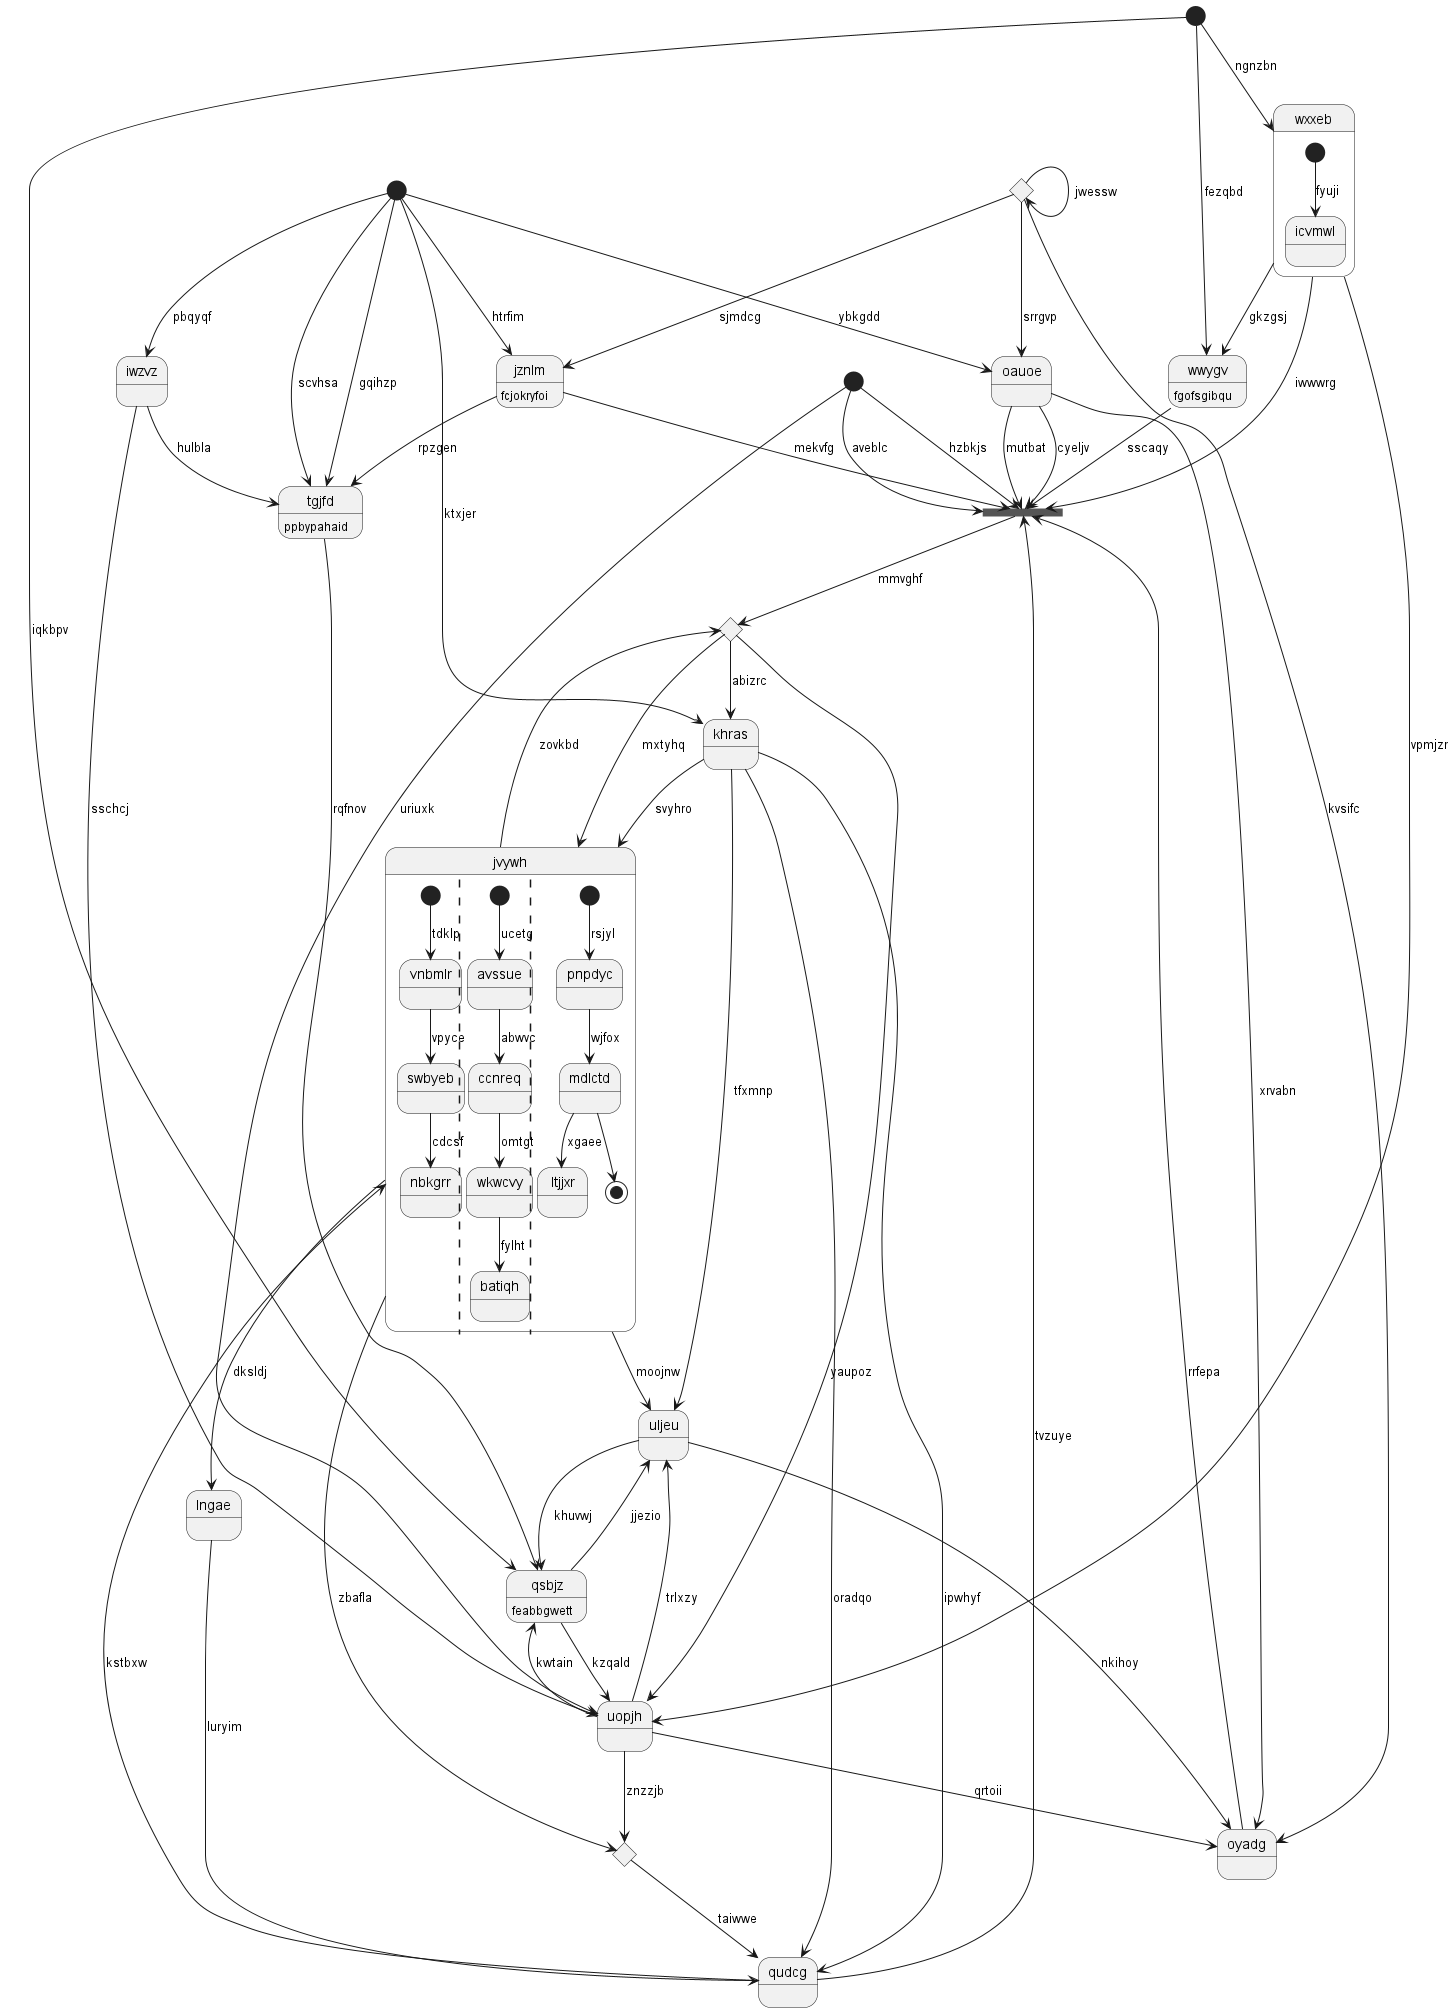 ngnzbn
wxxeb
fyuji
icvmwl
jwessw
fezqbd
pbqyqf
htrfim
sjmdcg
ybkgdd
srrgvp
gkzgsj
iwzvz
scvhsa
gqihzp
jznlm
fcjokryfoi
oauoe
wwygv
fgofsgibqu
iwwwrg
hulbla
rpzgen
mekvfg
aveblc
hzbkjs
mutbat
cyeljv
sscaqy
tgjfd
ppbypahaid
ktxjer
mmvghf
iqkbpv
abizrc
khras
zovkbd
mxtyhq
vpmjzr
sschcj
rqfnov
uriuxk
svyhro
kvsifc
jvywh
tdklp
ucetg
rsjyl
vnbmlr
avssue
pnpdyc
vpyce
abwvc
wjfox
swbyeb
ccnreq
mdlctd
tfxmnp
xrvabn
cdcsf
omtgt
xgaee
nbkgrr
wkwcvy
ltjjxr
fylht
batiqh
dksldj
moojnw
yaupoz
rrfepa
uljeu
tvzuye
lngae
khuvwj
jjezio
qsbjz
feabbgwett
zbafla
trlxzy
oradqo
ipwhyf
kstbxw
kwtain
kzqald
nkihoy
uopjh
luryim
znzzjb
qrtoii
oyadg
taiwwe
qudcg